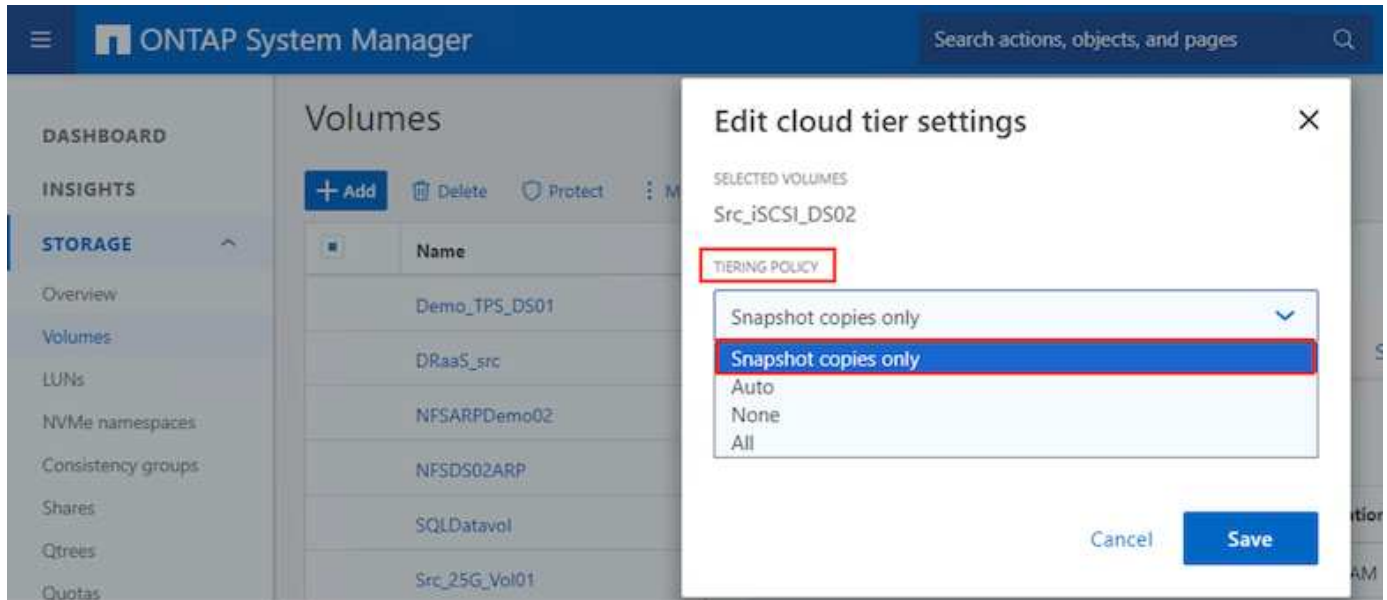 ONTAP System Manager
Search actions, objects, and pages
DASHBOARD
INSIGHTS
STORAGE
Overview
Volumes
LUNs
NVMe namespaces
Consistency groups
Shares
Qtrees
Quotas
Volumes
Add
Delete
Protect
Name
Demo_TPS_DS01
DRaaS_src
NFSARPDemo02
NFSDS02ARP
SQLDatavol
Src_25G_Vol01
Edit cloud tier settings
SELECTED VOLUMES
Src_iSCSI_DS02
TIERING POLICY
Snapshot copies only
Snapshot copies only
Auto
None
All
Cancel
Save
AM